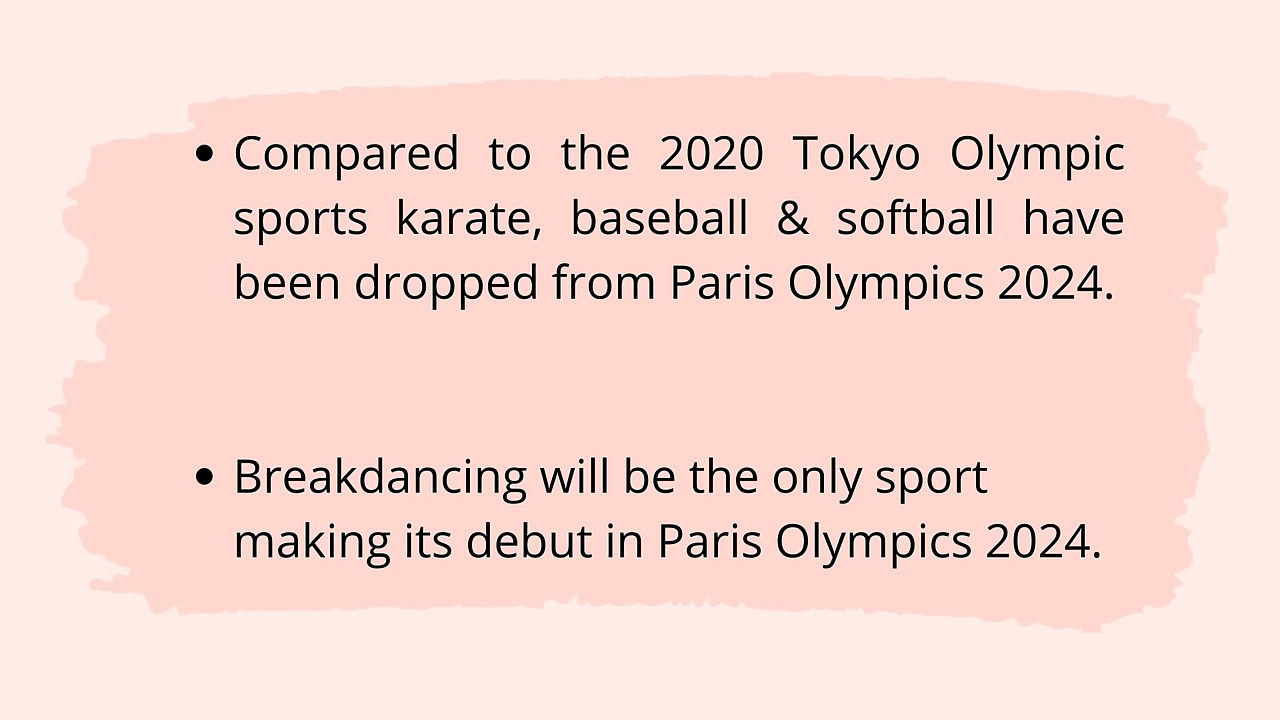 • Compared to the 2020 Tokyo Olympic
sports karate, baseball & softball have
been dropped from Paris Olympics 2024.
• Breakdancing will be the only sport
making its debut in Paris Olympics 2024.